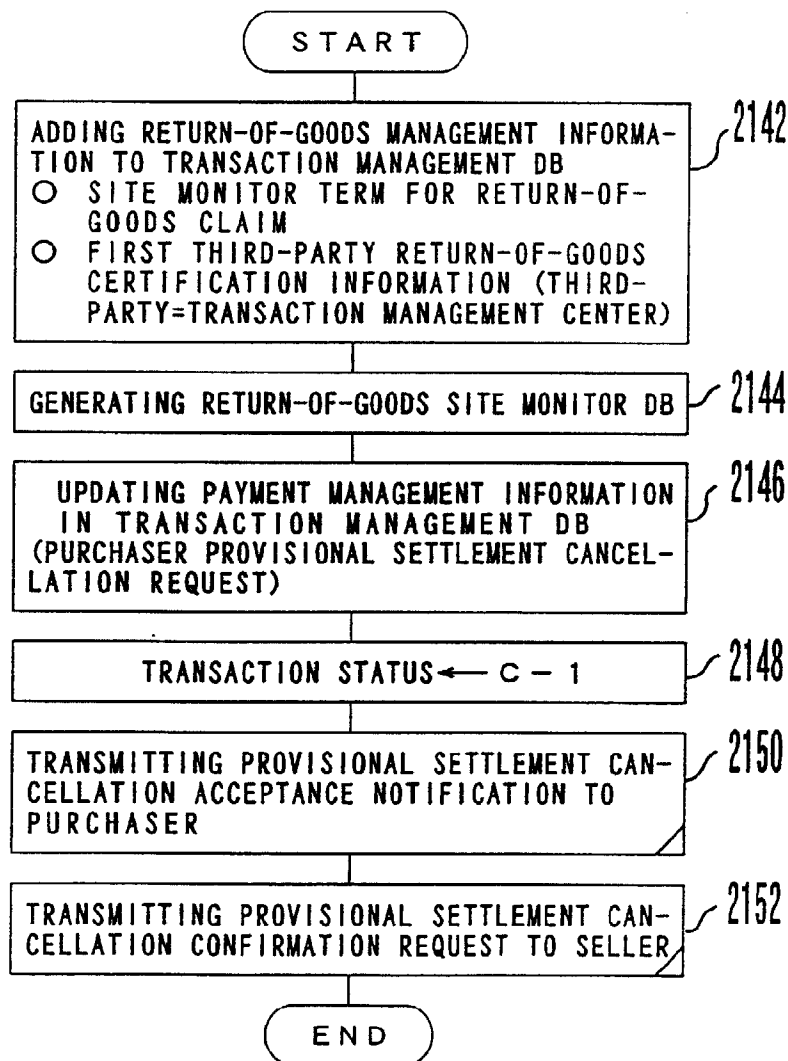 START
ADDING RETURN-OF-GOODS MANAGEMENT INFORMA-
TION TO TRANSACTION MANAGEMENT DB
○ SITE MONITOR TERM FOR RETURN-OF-
GOODS CLAIM
○ FIRST THIRD-PARTY RETURN-OF-GOODS
CERTIFICATION INFORMATION (THIRD-
PARTY=TRANSACTION MANAGEMENT CENTER)
2142
GENERATING RETURN-OF-GOODS SITE MONITOR DB
2144
UPDATING PAYMENT MANAGEMENT INFORMATION
IN TRANSACTION MANAGEMENT DB
(PURCHASER PROVISIONAL SETTLEMENT CANCEL-
LATION REQUEST)
2146
TRANSACTION STATUS← C - 1
2148
TRANSMITTING PROVISIONAL SETTLEMENT CAN-
CELLATION ACCEPTANCE NOTIFICATION TO
PURCHASER
2150
TRANSMITTING PROVISIONAL SETTLEMENT CAN-
CELLATION CONFIRMATION REQUEST TO SELLER
2152
END